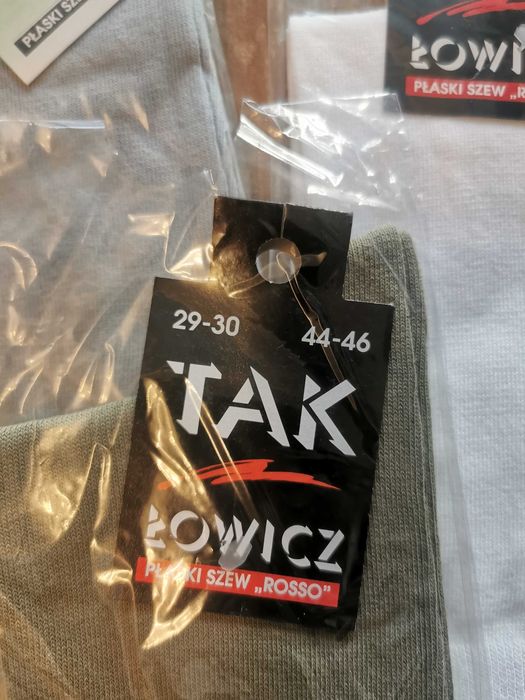 PŁASKI SZEW
ŁOWI
PŁASKI SZEW „R
29-30 44-46
TAK
ŁOWICZ
PŁASKI SZEW „ROSSO”